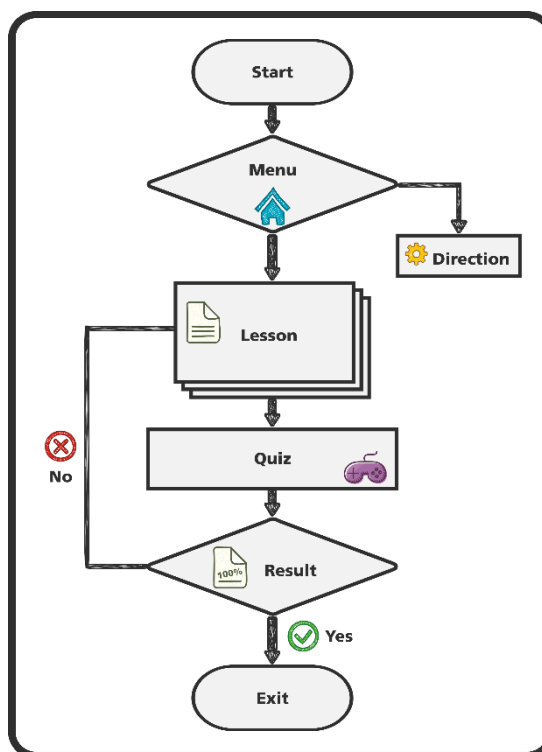 Start
Menu
Direction
Lesson
No
Quiz
100%
Result
Yes
Exit